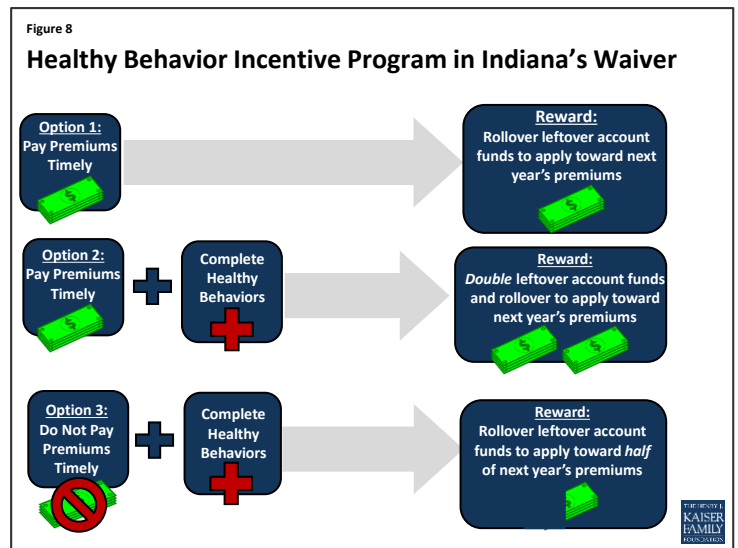 Figure 8
Healthy Behavior Incentive Program in Indiana's Waiver
Option 1:
Pay Premiums
Timely
$
Reward:
Rollover leftover account
funds to apply toward next
year's premiums
$
Option 2:
Pay Premiums
Timely
$
Complete
Healthy
Behaviors
Reward:
Double leftover account funds
and rollover to apply toward
next year's premiums
$ $
Option 3:
Do Not Pay
Premiums
Timely
Complete
Healthy
Behaviors
Reward:
Rollover leftover account
funds to apply toward half
of next year's premiums
THE HENRY J.
KAISER
FAMILY
FOUNDATION